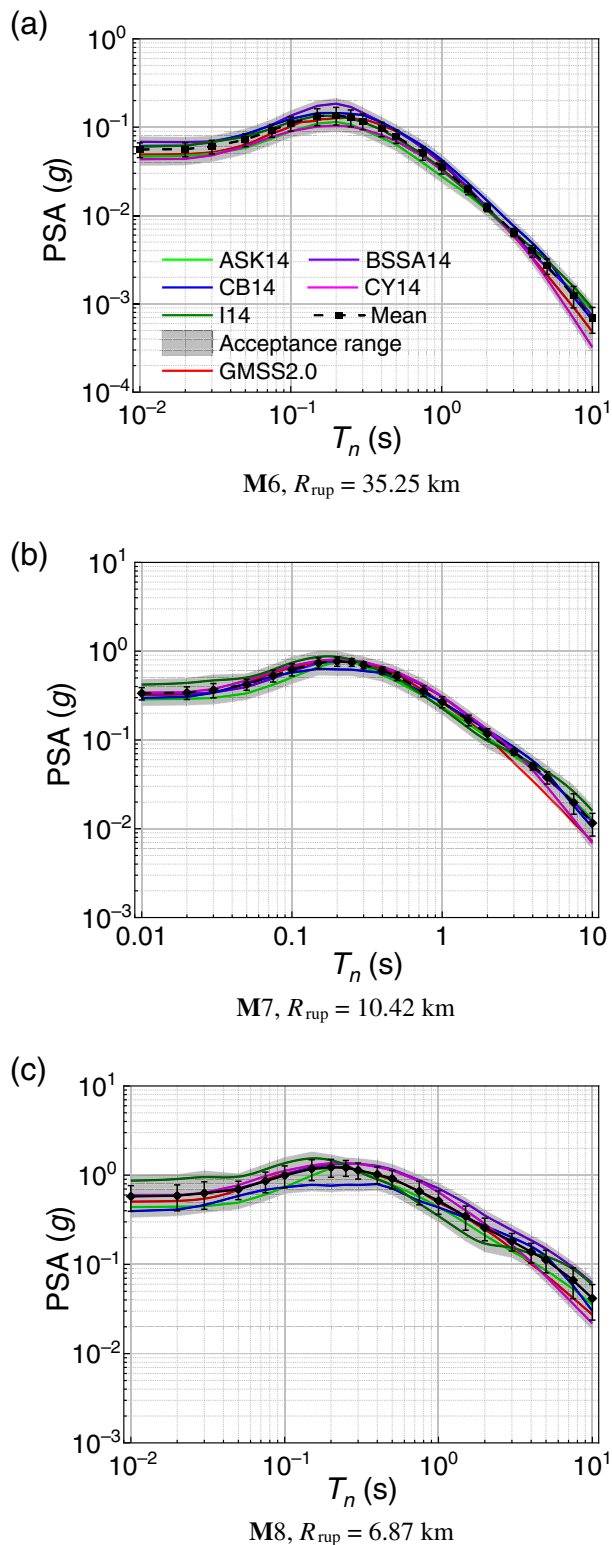 (a)
10^0
10^−1
10^−2
10^−3
10^−4
PSA (g)
ASK14
BSSA14
CB14
CY14
I14
Mean
Acceptance range
GMSS2.0
10^−2
10^−1
10^0
10^1
T_n (s)
M6, R_rup = 35.25 km
(b)
10^1
10^0
10^−1
10^−2
10^−3
PSA (g)
0.01
0.1
1
10
T_n (s)
M7, R_rup = 10.42 km
(c)
10^1
10^0
10^−1
10^−2
10^−3
PSA (g)
10^−2
10^−1
10^0
10^1
T_n (s)
M8, R_rup = 6.87 km